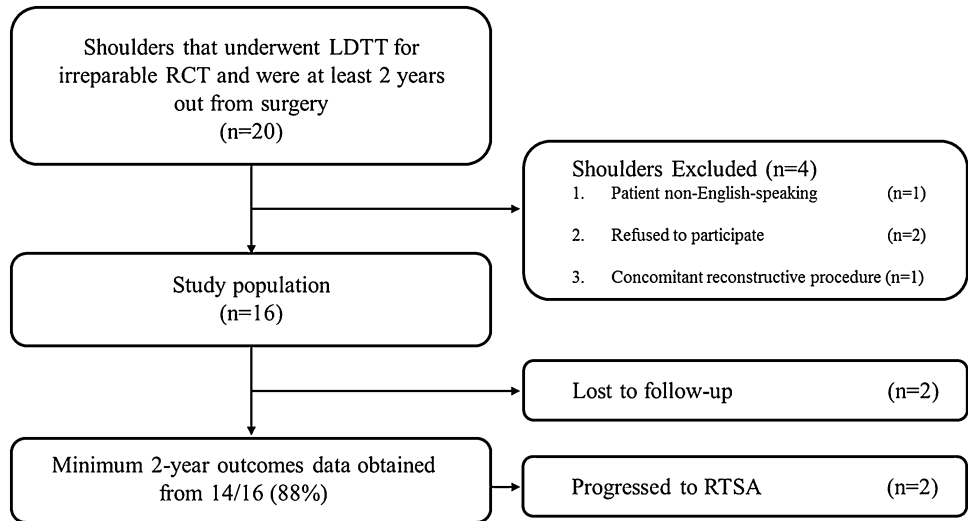 Shoulders that underwent LDTT for
irreparable RCT and were at least 2 years
out from surgery
(n=20)
Shoulders Excluded (n=4)
1. Patient non-English-speaking (n=1)
2. Refused to participate (n=2)
3. Concomitant reconstructive procedure (n=1)
Study population
(n=16)
Lost to follow-up (n=2)
Minimum 2-year outcomes data obtained
from 14/16 (88%)
Progressed to RTSA (n=2)